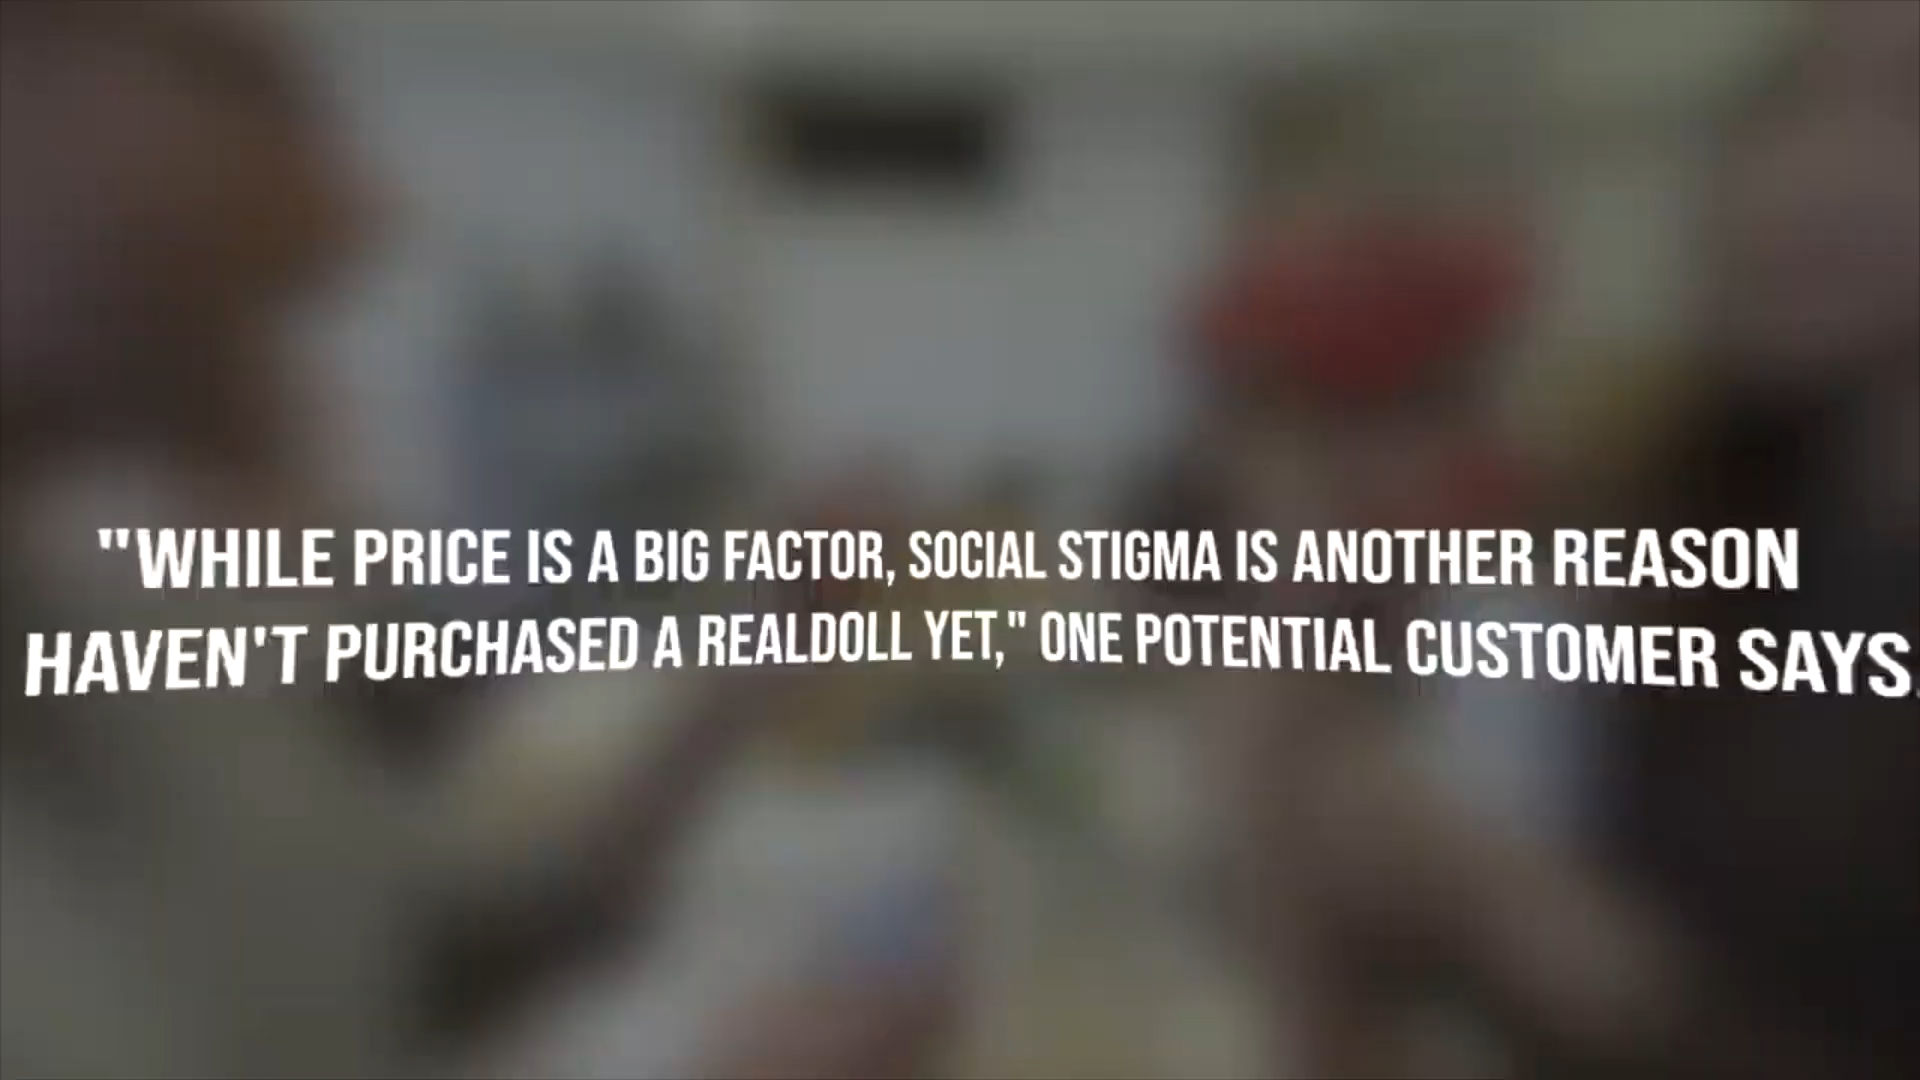 "WHILE PRICE IS A BIG FACTOR, SOCIAL STIGMA IS ANOTHER REASON
HAVEN'T PURCHASED A REALDOLL YET," ONE POTENTIAL CUSTOMER SAYS.